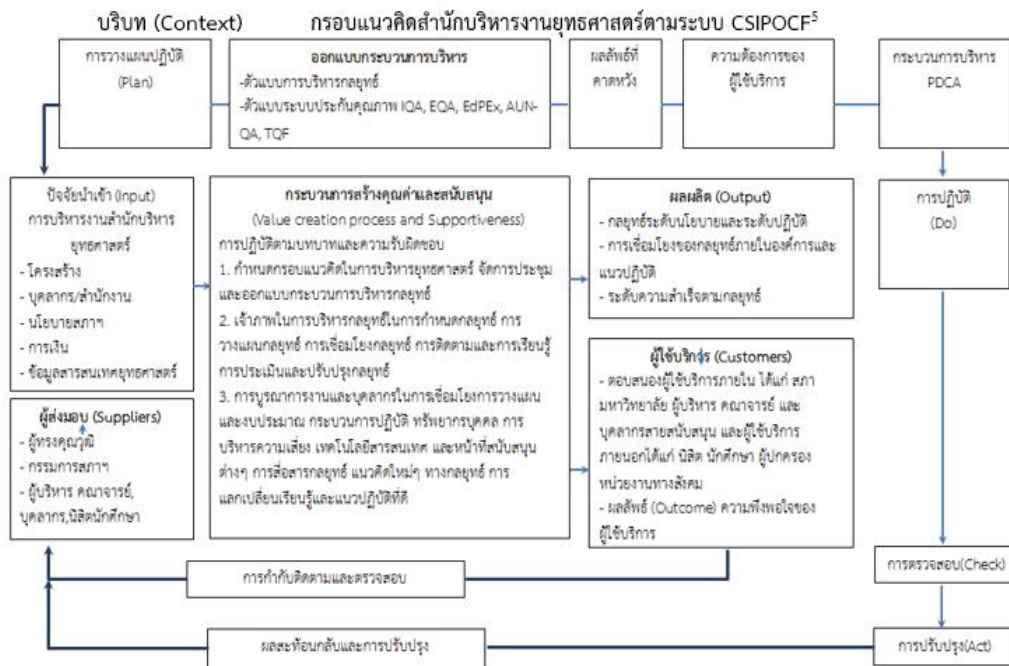 บริบท (Context) กรอบแนวคิดสำนักบริหารงานยุทธศาสตร์ตามระบบ CSIPOCF5
การวางแผนปฏิบัติ
(Plan)
ออกแบบกระบวนการบริหาร
-ตัวแบบการบริหารกลยุทธ์
-ตัวแบบระบบประกันคุณภาพ IQA, EQA, EdPEx, AUN-
QA, TQF
ผลลัพธ์ที่
คาดหวัง
ความต้องการของ
ผู้ใช้บริการ
กระบวนการบริหาร
PDCA
ปัจจัยนำเข้า (Input)
การบริหารงานสำนักบริหาร
ยุทธศาสตร์
- โครงสร้าง
- บุคลากร/สำนักงาน
- นโยบายสภาฯ
- การเงิน
- ข้อมูลสารสนเทศยุทธศาสตร์
ผู้ส่งมอบ (Suppliers)
- ผู้ทรงคุณวุฒิ
- กรรมการสภาฯ
- ผู้บริหาร คณาจารย์,
บุคลากร,นิสิตนักศึกษา
กระบวนการสร้างคุณค่าและสนับสนุน
(Value creation process and Supportiveness)
การปฏิบัติตามบทบาทและความรับผิดชอบ
1. กำหนดกรอบแนวคิดในการบริหารยุทธศาสตร์ จัดการประชุม
และออกแบบกระบวนการบริหารกลยุทธ์
2. เจ้าภาพในการบริหารกลยุทธ์ในการกำหนดกลยุทธ์ การ
วางแผนกลยุทธ์ การเชื่อมโยงกลยุทธ์ การติดตามและการเรียนรู้
การประเมินและปรับปรุงกลยุทธ์
3. การบูรณาการงานและบุคลากรในการเชื่อมโยงการวางแผน
และงบประมาณ กระบวนการปฏิบัติ ทรัพยากรบุคคล การ
บริหารความเสี่ยง เทคโนโลยีสารสนเทศ และหน้าที่สนับสนุน
ต่างๆ การสื่อสารกลยุทธ์ แนวคิดใหม่ๆ ทางกลยุทธ์ การ
แลกเปลี่ยนเรียนรู้และแนวปฏิบัติที่ดี
ผลผลิต (Output)
- กลยุทธ์ระดับนโยบายและระดับปฏิบัติ
- การเชื่อมโยงของกลยุทธ์ภายในองค์การและ
แนวปฏิบัติ
- ระดับความสำเร็จตามกลยุทธ์
ผู้ใช้บริการ (Customers)
- ตอบสนองผู้ใช้บริการภายใน ได้แก่ สภา
มหาวิทยาลัย ผู้บริหาร คณาจารย์ และ
บุคลากรสายสนับสนุน และผู้ใช้บริการ
ภายนอกได้แก่ นิสิต นักศึกษา ผู้ปกครอง
หน่วยงานทางสังคม
- ผลลัพธ์ (Outcome) ความพึงพอใจของ
ผู้ใช้บริการ
การปฏิบัติ
(Do)
การตรวจสอบ(Check)
การปรับปรุง(Act)
การกำกับติดตามและตรวจสอบ
ผลสะท้อนกลับและการปรับปรุง